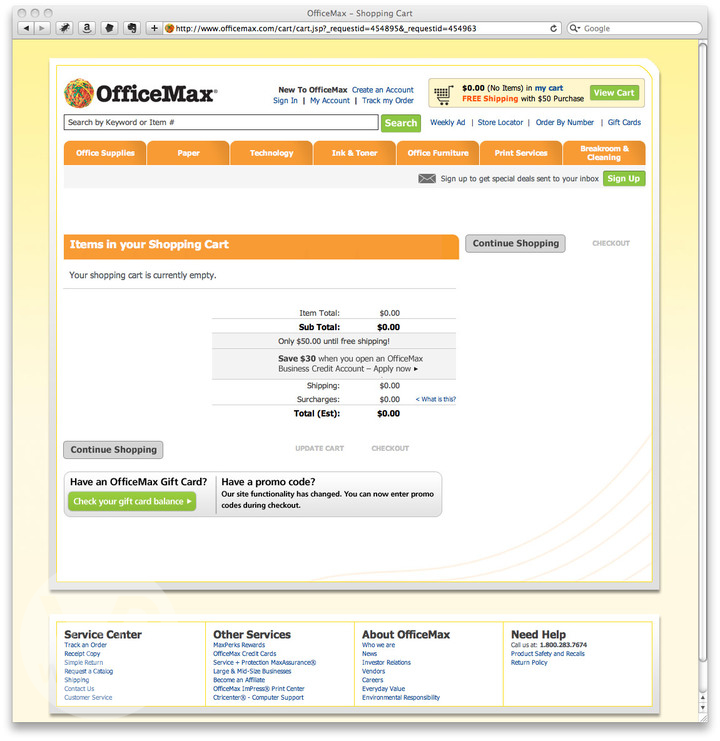 OfficeMax – Shopping Cart
http://www.officemax.com/cart/cart.jsp?_requestid=454895&_requestid=454963
Google
OfficeMax®
New To OfficeMax Create an Account
Sign In | My Account | Track my Order
$0.00 (No Items) in my cart
FREE Shipping with $50 Purchase
View Cart
Search by Keyword or Item #
Search
Weekly Ad | Store Locator | Order By Number | Gift Cards
Office Supplies
Paper
Technology
Ink & Toner
Office Furniture
Print Services
Breakroom &
Cleaning
Sign up to get special deals sent to your inbox
Sign Up
Items in your Shopping Cart
Continue Shopping
CHECKOUT
Your shopping cart is currently empty.
Item Total: $0.00
Sub Total: $0.00
Only $50.00 until free shipping!
Save $30 when you open an OfficeMax
Business Credit Account – Apply now ▸
Shipping: $0.00
Surcharges: $0.00 < What is this?
Total (Est): $0.00
Continue Shopping
UPDATE CART
CHECKOUT
Have an OfficeMax Gift Card?
Check your gift card balance ▸
Have a promo code?
Our site functionality has changed. You can now enter promo
codes during checkout.
Service Center
Track an Order
Receipt Copy
Simple Return
Request a Catalog
Shipping
Contact Us
Customer Service
Other Services
MaxPerks Rewards
OfficeMax Credit Cards
Service + Protection MaxAssurance®
Large & Mid-Size Businesses
Become an Affiliate
OfficeMax ImPress® Print Center
Ctrlcenter® - Computer Support
About OfficeMax
Who we are
News
Investor Relations
Vendors
Careers
Everyday Value
Environmental Responsibility
Need Help
Call us at: 1.800.283.7674
Product Safety and Recalls
Return Policy